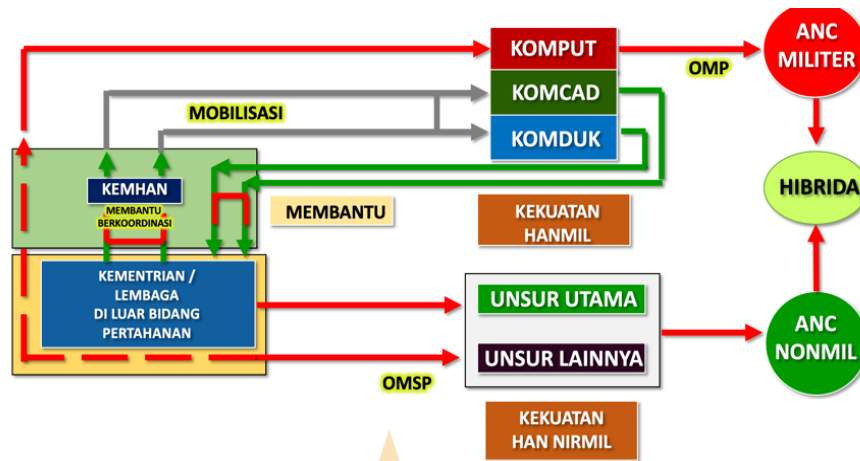 KOMPUT
ANC
MILITER
OMP
KOMCAD
MOBILISASI
KOMDUK
KEMHAN
HIBRIDA
MEMBANTU
BERKOORDINASI
MEMBANTU
KEKUATAN
HANMIL
KEMENTRIAN /
LEMBAGA
DI LUAR BIDANG
PERTAHANAN
UNSUR UTAMA
ANC
NONMIL
UNSUR LAINNYA
OMSP
KEKUATAN
HAN NIRMIL